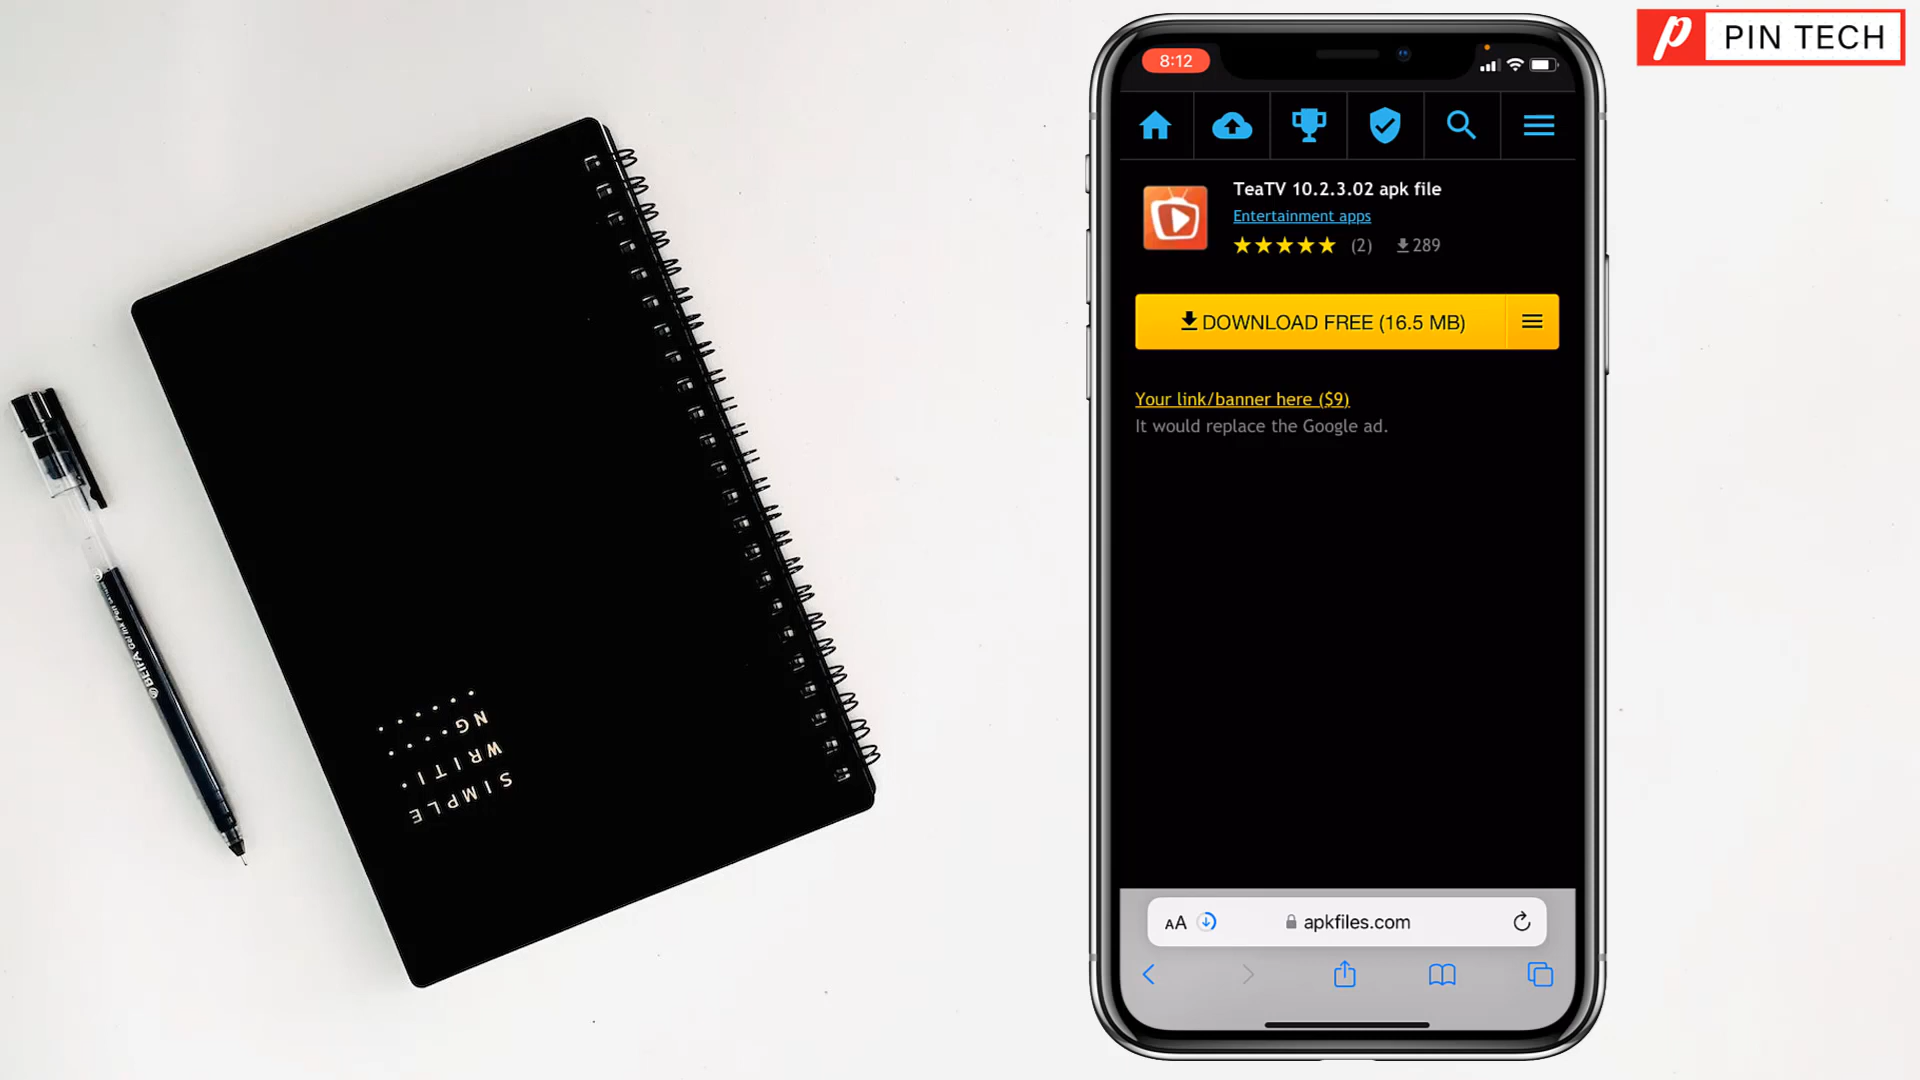 PIN TECH
8:12
TeaTV 10.2.3.02 apk file
Entertainment apps
(2) 289
DOWNLOAD FREE (16.5 MB)
Your link/banner here ($9)
It would replace the Google ad.
AA apkfiles.com
SIMPLE
WRITI
NG